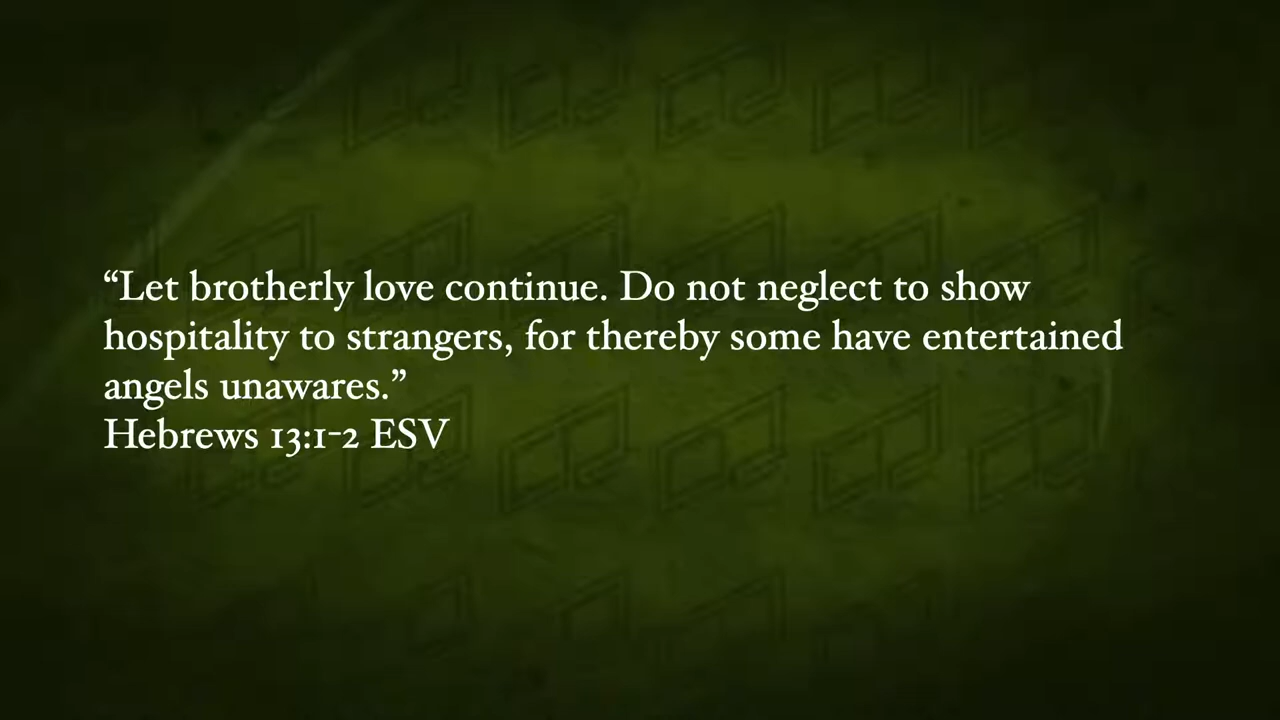 “Let brotherly love continue. Do not neglect to show
hospitality to strangers, for thereby some have entertained
angels unawares.”
Hebrews 13:1-2 ESV